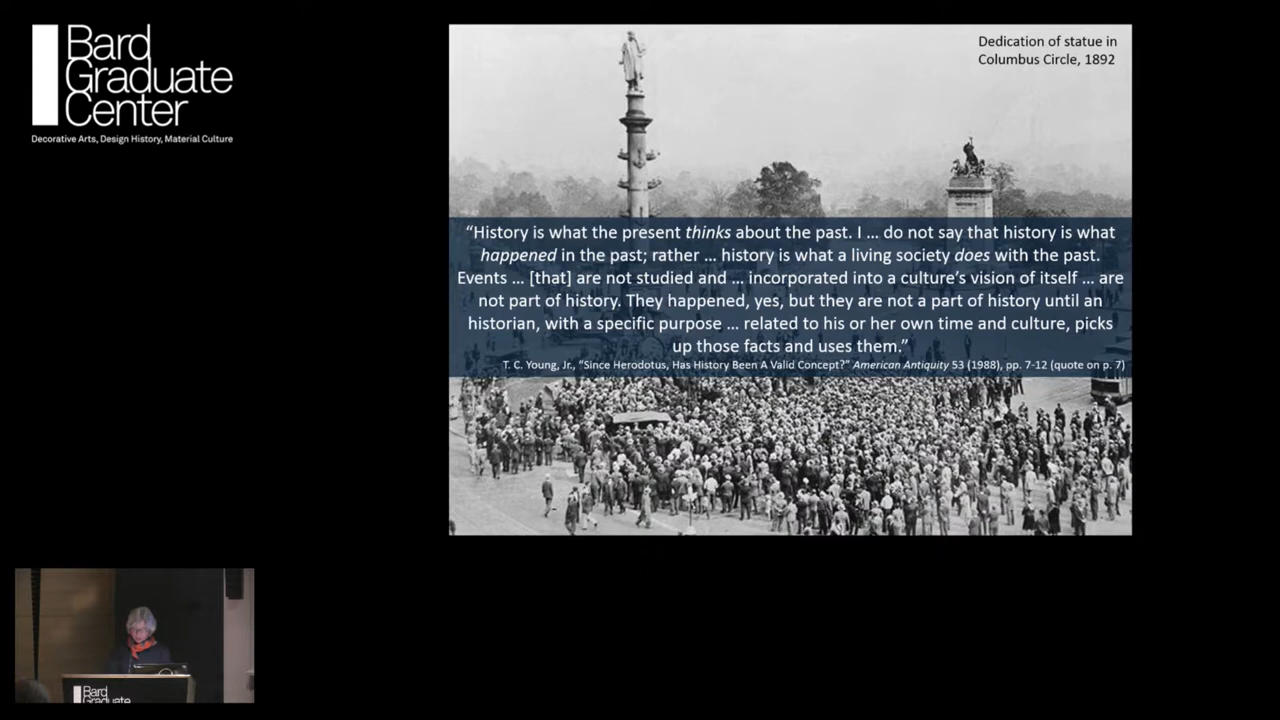 Bard
Graduate
Center
Decorative Arts, Design History, Material Culture
Dedication of statue in
Columbus Circle, 1892
“History is what the present thinks about the past. I … do not say that history is what
happened in the past; rather … history is what a living society does with the past.
Events … [that] are not studied and … incorporated into a culture’s vision of itself … are
not part of history. They happened, yes, but they are not a part of history until an
historian, with a specific purpose … related to his or her own time and culture, picks
up those facts and uses them.”
T. C. Young, Jr., “Since Herodotus, Has History Been A Valid Concept?” American Antiquity 53 (1988), pp. 7-12 (quote on p. 7)
Bard
Graduate